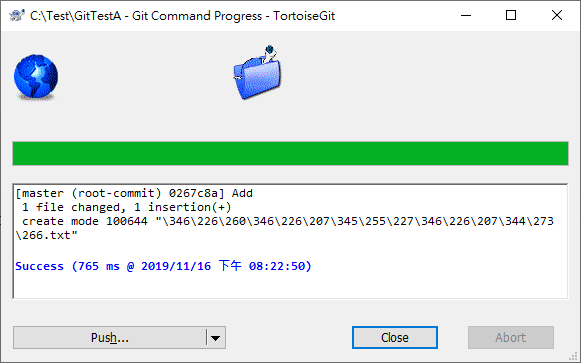 C:\Test\GitTestA - Git Command Progress - TortoiseGit
[master (root-commit) 0267c8a] Add
1 file changed, 1 insertion(+)
create mode 100644 "\346\226\260\346\226\207\345\255\227\346\226\207\344\273
\266.txt"
Success (765 ms @ 2019/11/16 下午 08:22:50)
Push...
Close
Abort